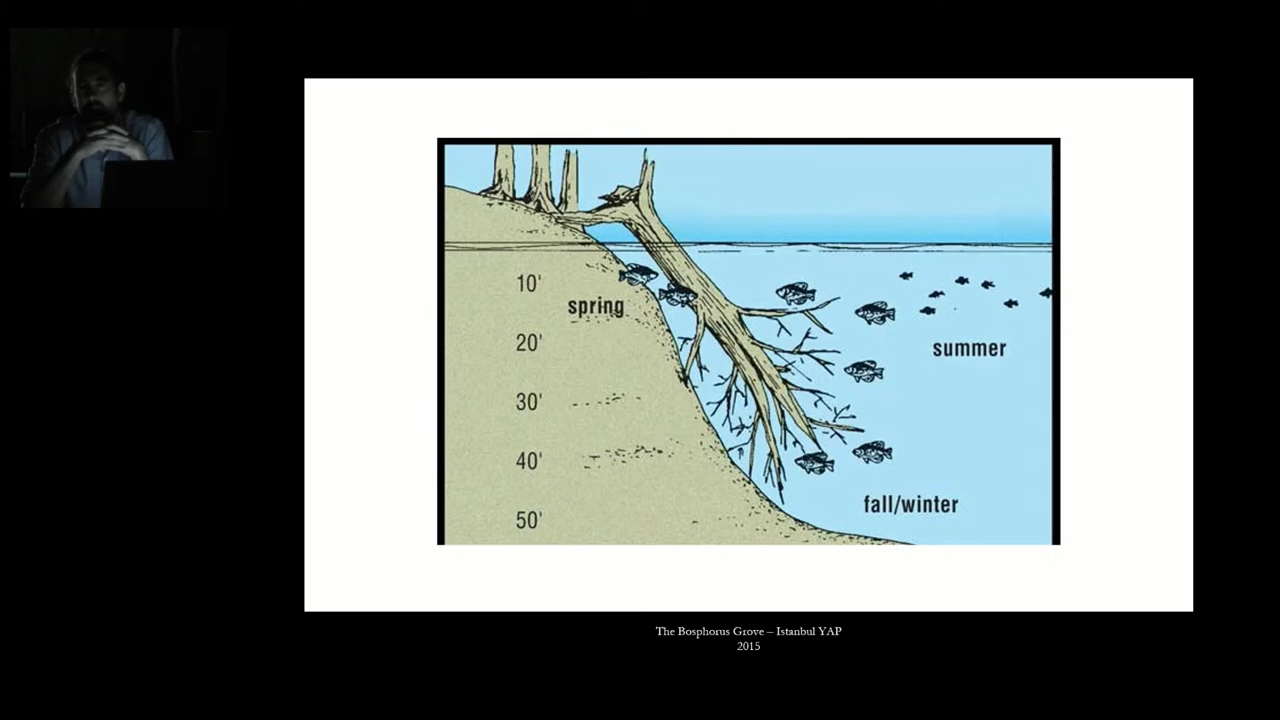 10'
spring
20'
summer
30'
40'
fall/winter
50'
The Bosphorus Grove – Istanbul YAP
2015